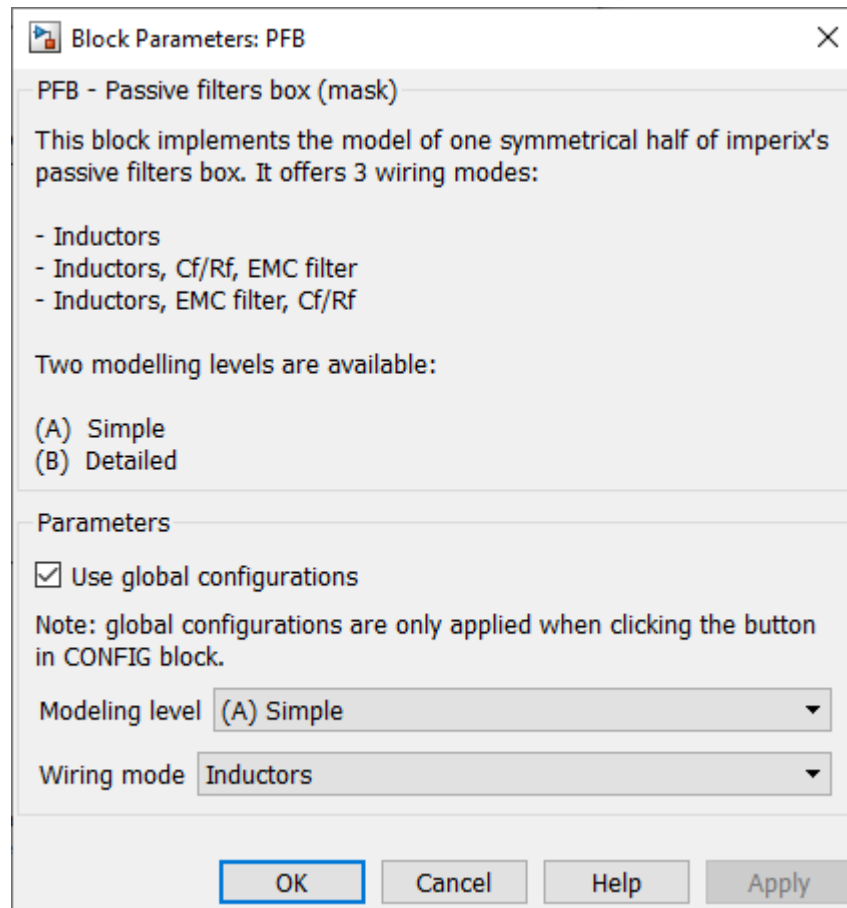 Block Parameters: PFB
PFB - Passive filters box (mask)
This block implements the model of one symmetrical half of imperix's
passive filters box. It offers 3 wiring modes:
- Inductors
- Inductors, Cf/Rf, EMC filter
- Inductors, EMC filter, Cf/Rf
Two modelling levels are available:
(A)  Simple
(B)  Detailed
Parameters
Use global configurations
Note: global configurations are only applied when clicking the button
in CONFIG block.
Modeling level (A) Simple
Wiring mode Inductors
OK Cancel Help Apply